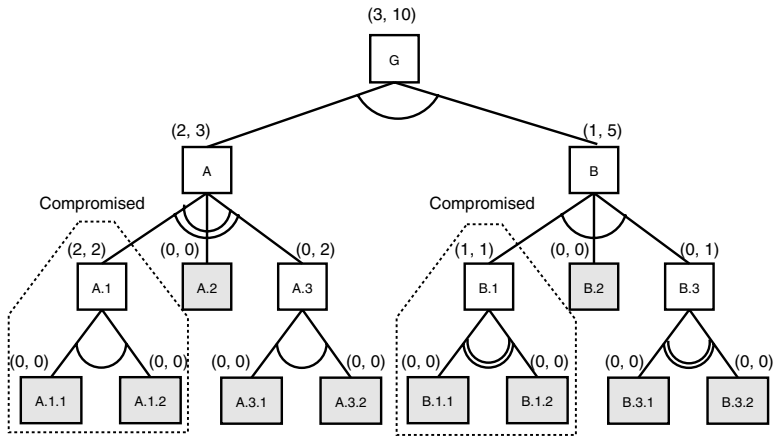 (3, 10)
G
(2, 3)
(1, 5)
A
B
Compromised
Compromised
(2, 2)
(0, 0)
(0, 2)
(1, 1)
(0, 0)
(0, 1)
A.1
A.2
A.3
B.1
B.2
B.3
(0, 0)
(0, 0)
(0, 0)
(0, 0)
(0, 0)
(0, 0)
(0, 0)
(0, 0)
A.1.1
A.1.2
A.3.1
A.3.2
B.1.1
B.1.2
B.3.1
B.3.2